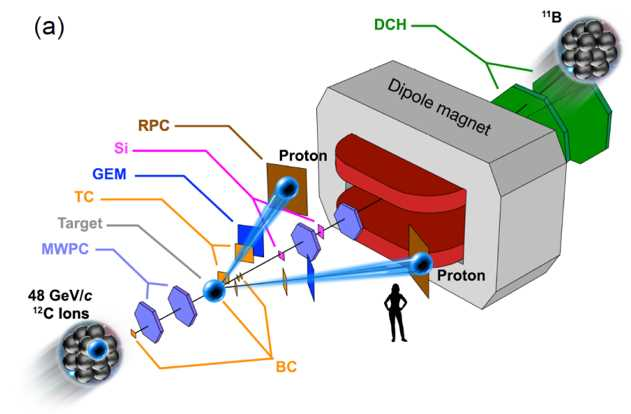 (a)
DCH
¹¹B
Dipole magnet
RPC
Proton
Si
GEM
TC
Target
MWPC
Proton
48 GeV/c
¹²C Ions
BC